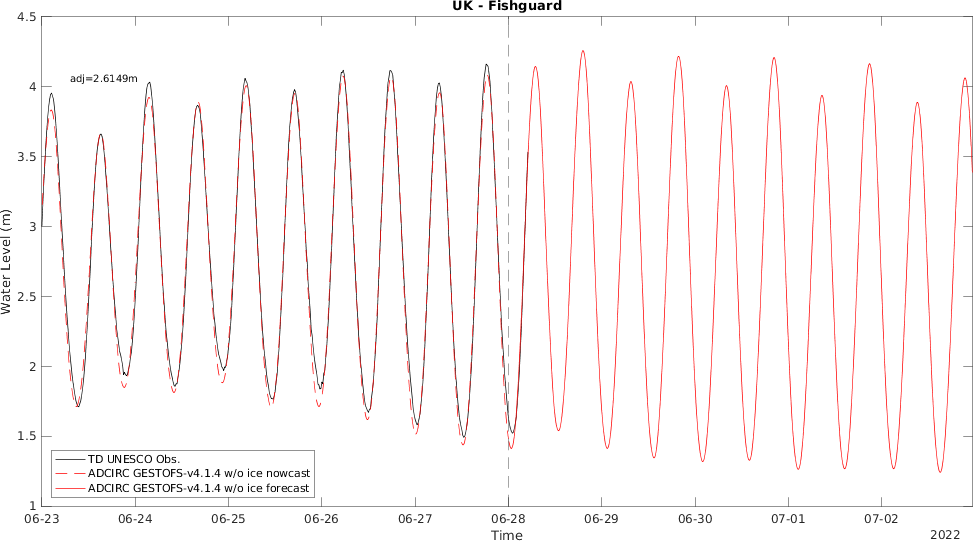 UK - Fishguard
4.5
4
3.5
3
2.5
2
1.5
1
Water Level (m)
adj=2.6149m
TD UNESCO Obs.
ADCIRC GESTOFS-v4.1.4 w/o ice nowcast
ADCIRC GESTOFS-v4.1.4 w/o ice forecast
06-23 06-24 06-25 06-26 06-27 06-28 06-29 06-30 07-01 07-02
Time
2022